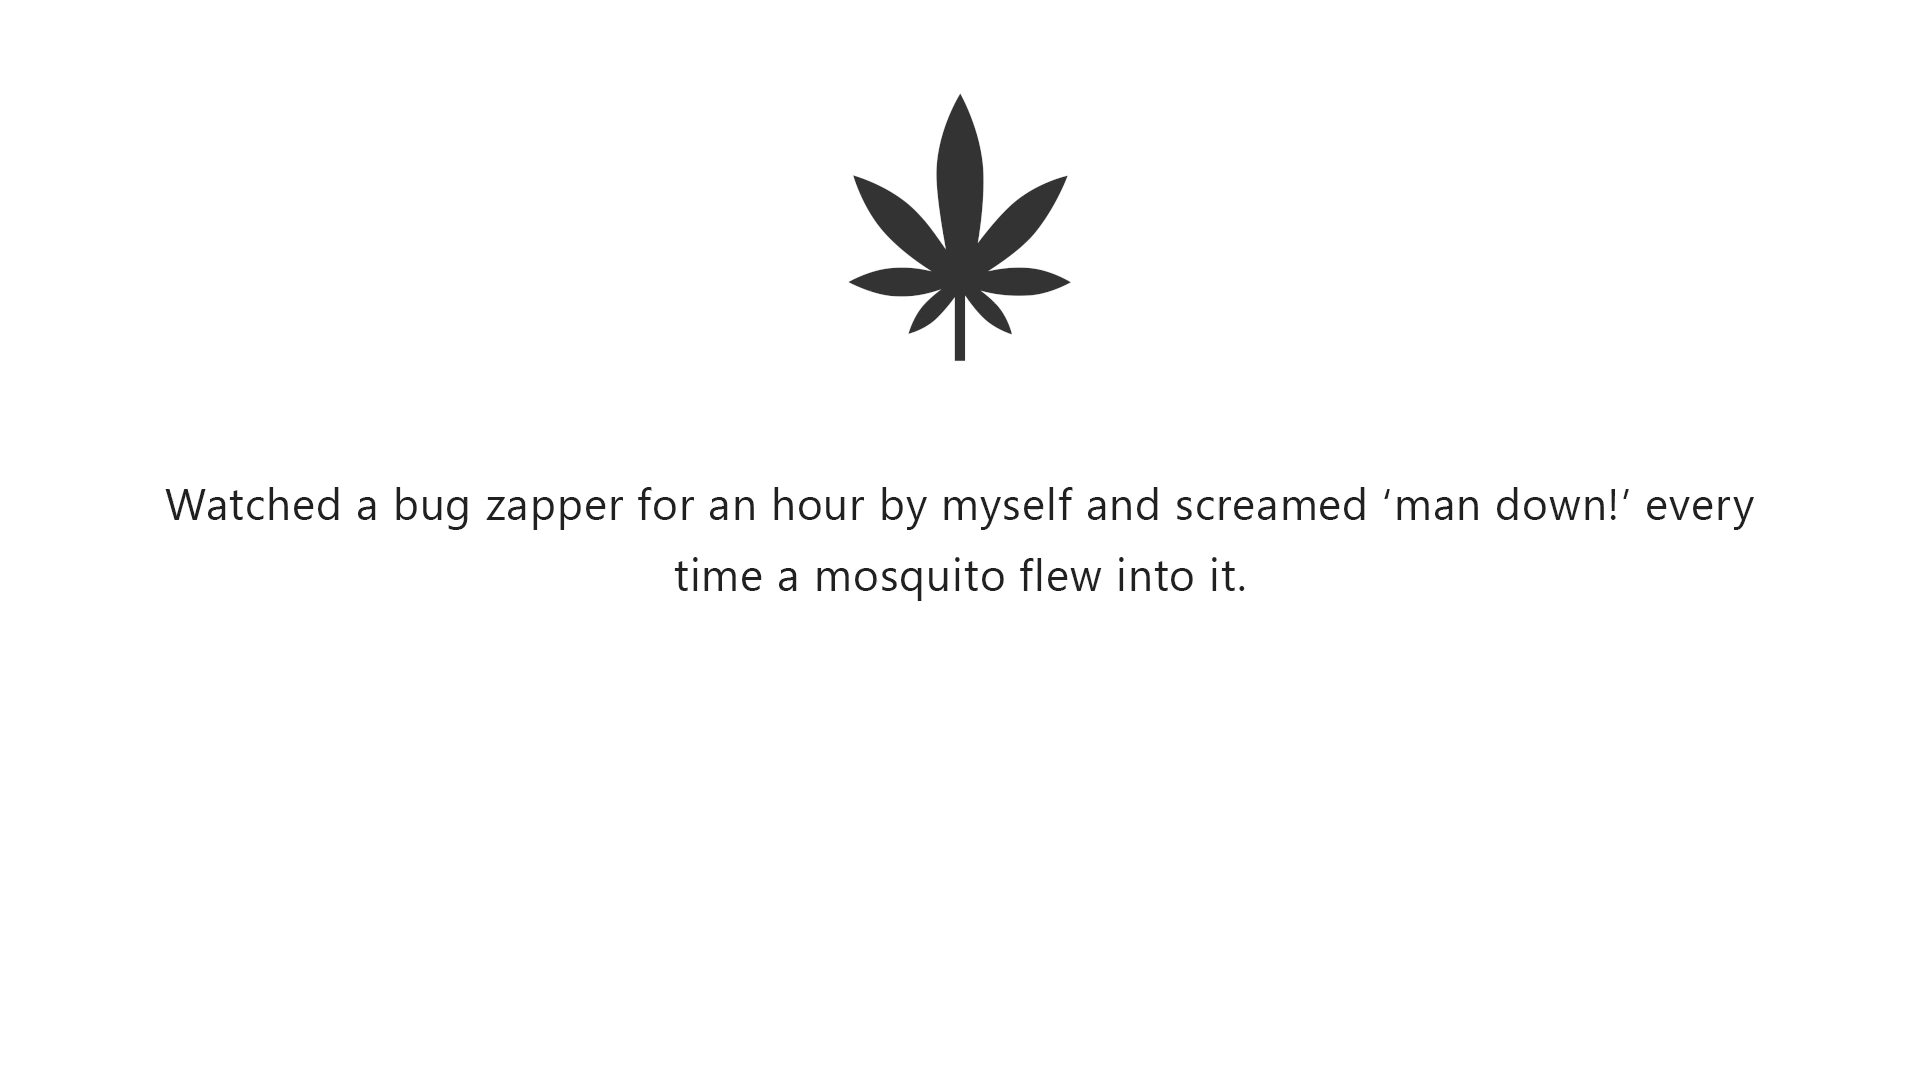 Watched a bug zapper for an hour by myself and screamed ‘man down!’ every
time a mosquito flew into it.